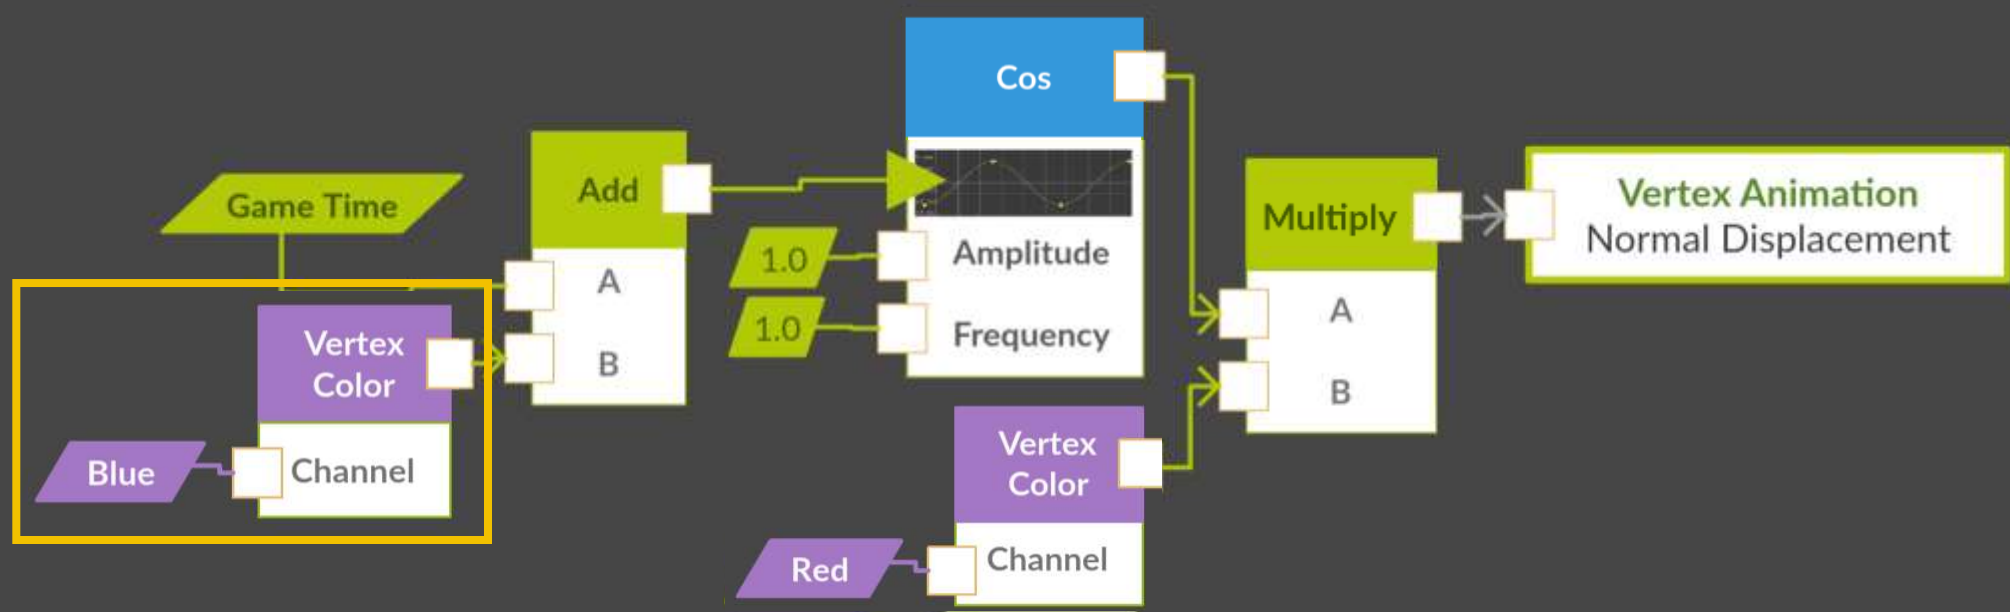 Game Time
Vertex
Color
Blue
Channel
Add
A
B
Cos
1.0
Amplitude
1.0
Frequency
Vertex
Color
Red
Channel
Multiply
A
B
Vertex Animation
Normal Displacement